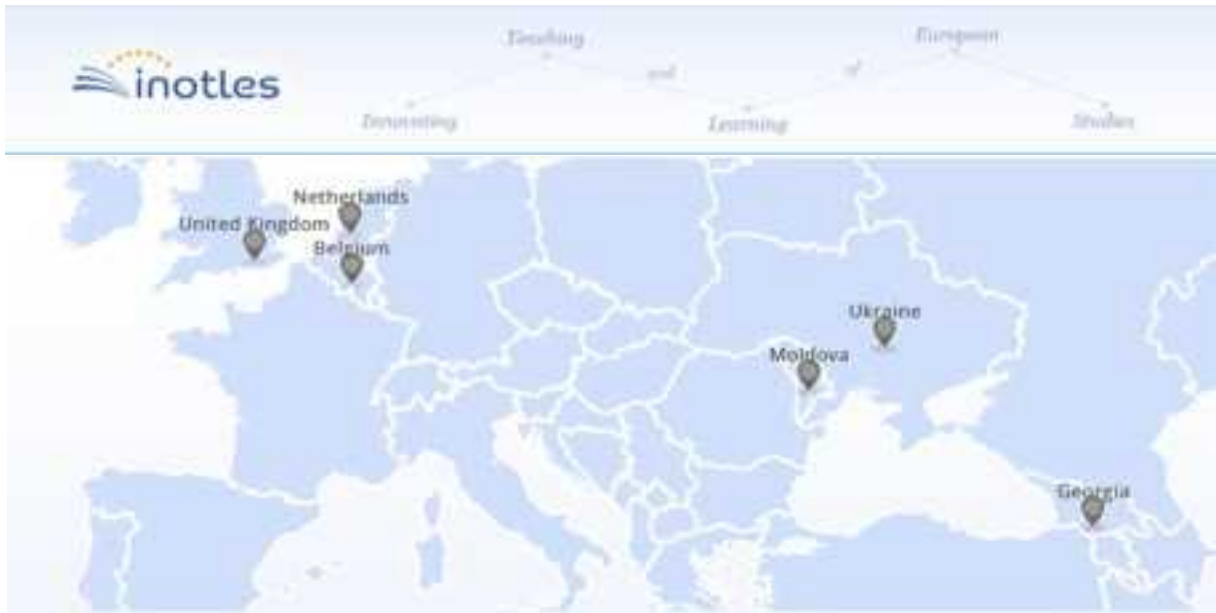 inotles
Innovating Teaching and Learning of European Studies
Netherlands
United Kingdom
Belgium
Ukraine
Moldova
Georgia